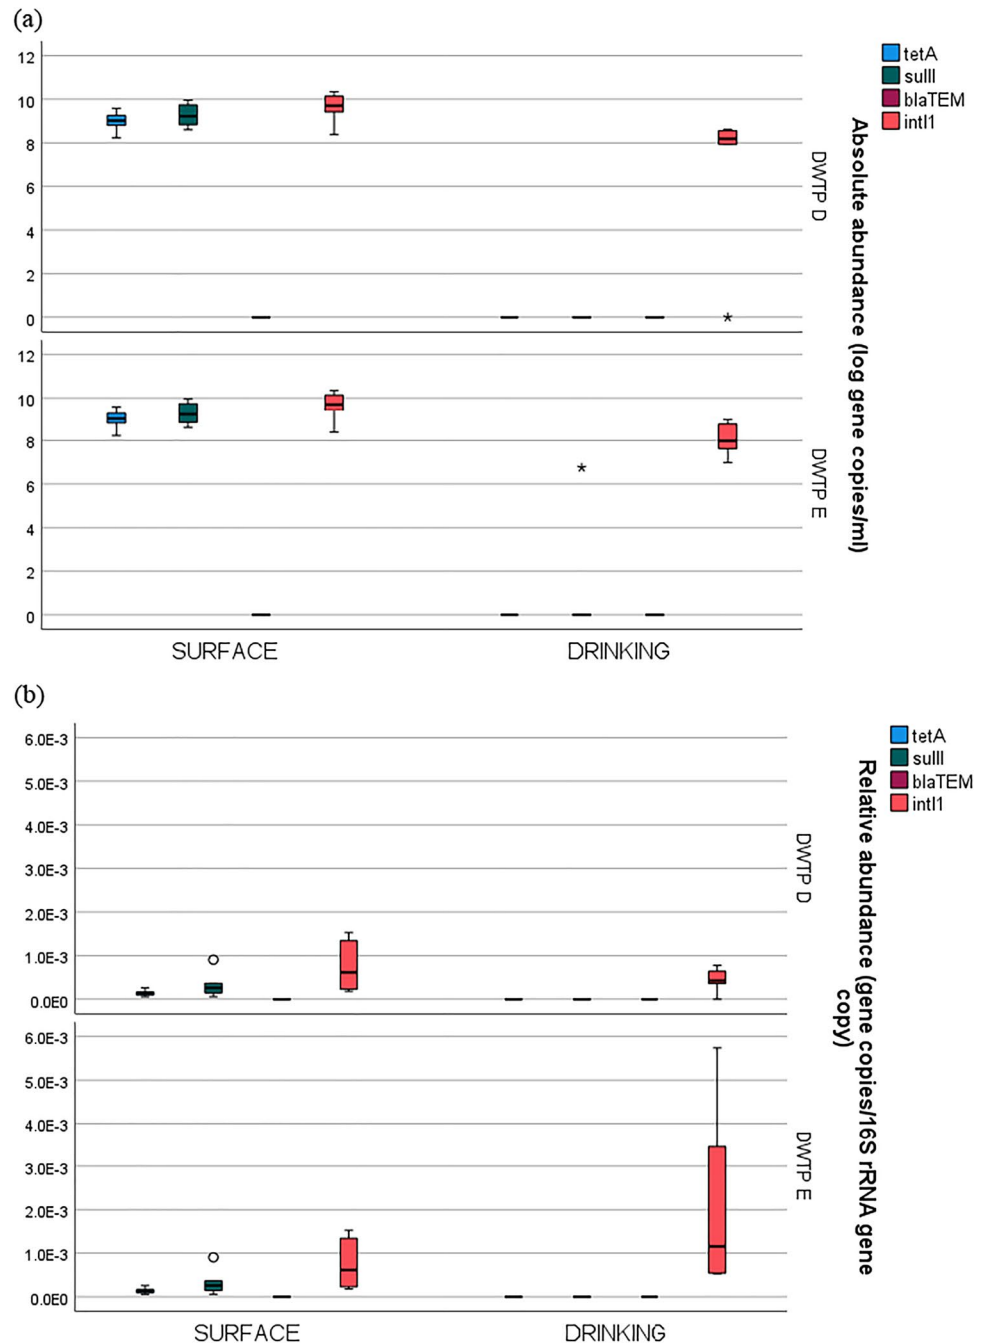 (a)
12
10
8
6
4
2
0
DWTP D
12
10
8
6
4
2
0
DWTP E
SURFACE
DRINKING
Absolute abundance (log gene copies/ml)
tetA
sulII
blaTEM
intI1
(b)
6.0E-3
5.0E-3
4.0E-3
3.0E-3
2.0E-3
1.0E-3
0.0E0
DWTP D
6.0E-3
5.0E-3
4.0E-3
3.0E-3
2.0E-3
1.0E-3
0.0E0
DWTP E
SURFACE
DRINKING
Relative abundance (gene copies/16S rRNA gene
copy)
tetA
sulII
blaTEM
intI1